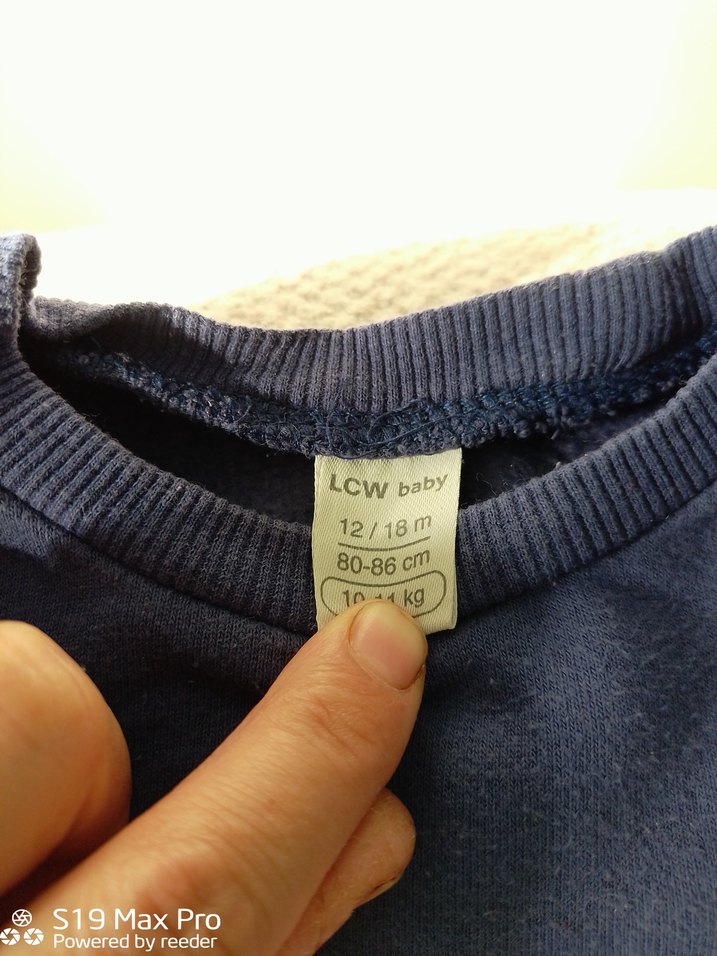 LCW baby
12 / 18 m
80-86 cm
10-11 kg
S19 Max Pro
Powered by reeder